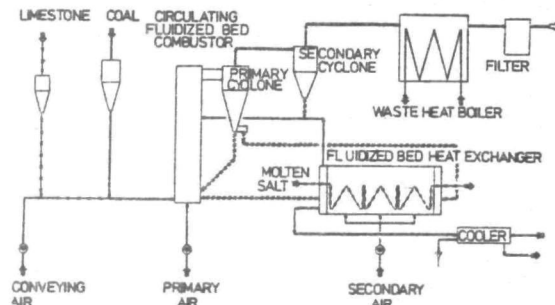 LIMESTONE
COAL
CIRCULATING
FLUIDIZED BED
COMBUSTOR
PRIMARY
CYCLONE
SECONDARY
CYCLONE
FILTER
WASTE HEAT BOILER
FLUIDIZED BED HEAT EXCHANGER
MOLTEN
SALT
COOLER
CONVEYING
AIR
PRIMARY
AIR
SECONDARY
AIR